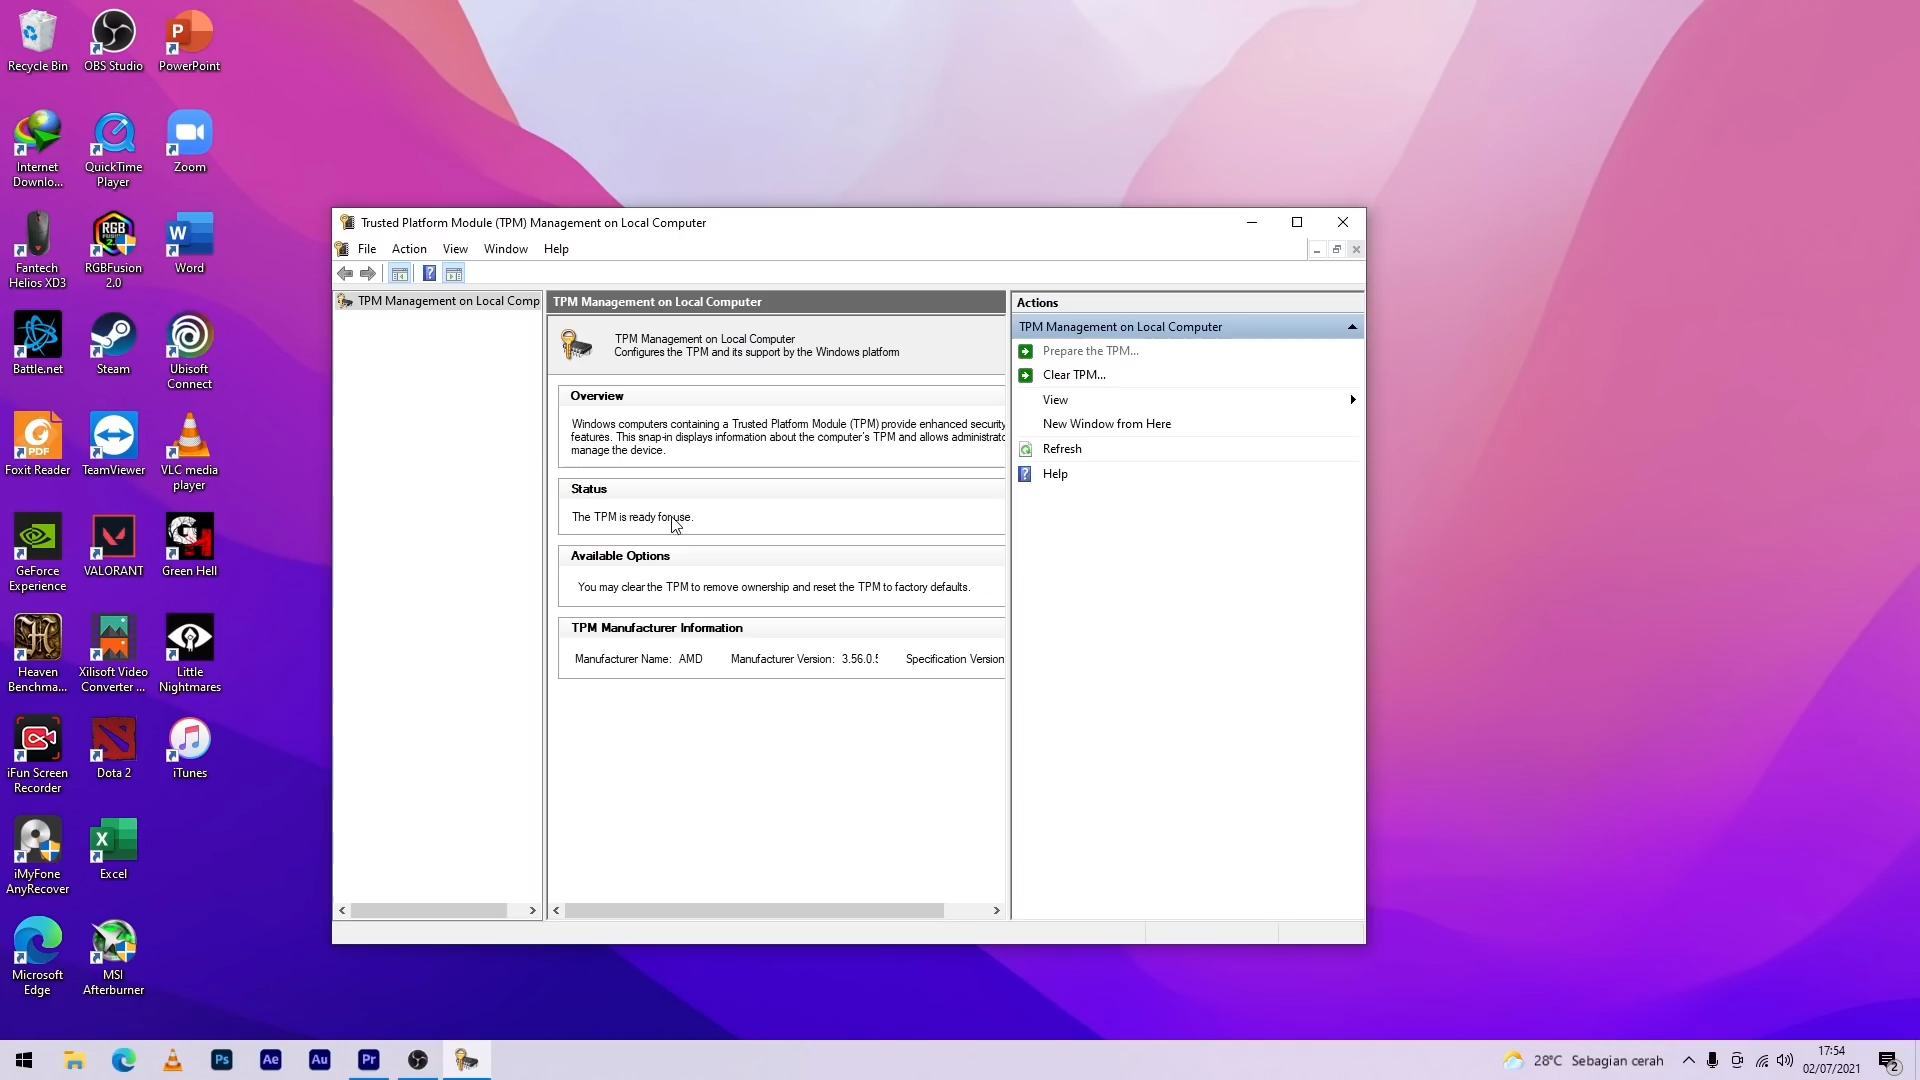 Recycle Bin
OBS Studio
PowerPoint
Internet
Downlo...
QuickTime
Player
Zoom
Fantech
Helios XD3
RGB
RGBFusion
2.0
W
Word
Battle.net
Steam
Ubisoft
Connect
PDF
Foxit Reader
TeamViewer
VLC media
player
GeForce
Experience
VALORANT
Green Hell
Heaven
Benchma...
Xilisoft Video
Converter ...
Little
Nightmares
iFun Screen
Recorder
Dota 2
iTunes
iMyFone
AnyRecover
Excel
Microsoft
Edge
MSI
Afterburner
Trusted Platform Module (TPM) Management on Local Computer
File Action View Window Help
TPM Management on Local Comp
TPM Management on Local Computer
TPM Management on Local Computer
Configures the TPM and its support by the Windows platform
Overview
Windows computers containing a Trusted Platform Module (TPM) provide enhanced security
features. This snap-in displays information about the computer's TPM and allows administrato
manage the device.
Status
The TPM is ready for use.
Available Options
You may clear the TPM to remove ownership and reset the TPM to factory defaults.
TPM Manufacturer Information
Manufacturer Name: AMD Manufacturer Version: 3.56.0.5 Specification Version
Actions
TPM Management on Local Computer
Prepare the TPM...
Clear TPM...
View
New Window from Here
Refresh
Help
Ps Ae Au Pr
28°C Sebagian cerah
17:54
02/07/2021
2